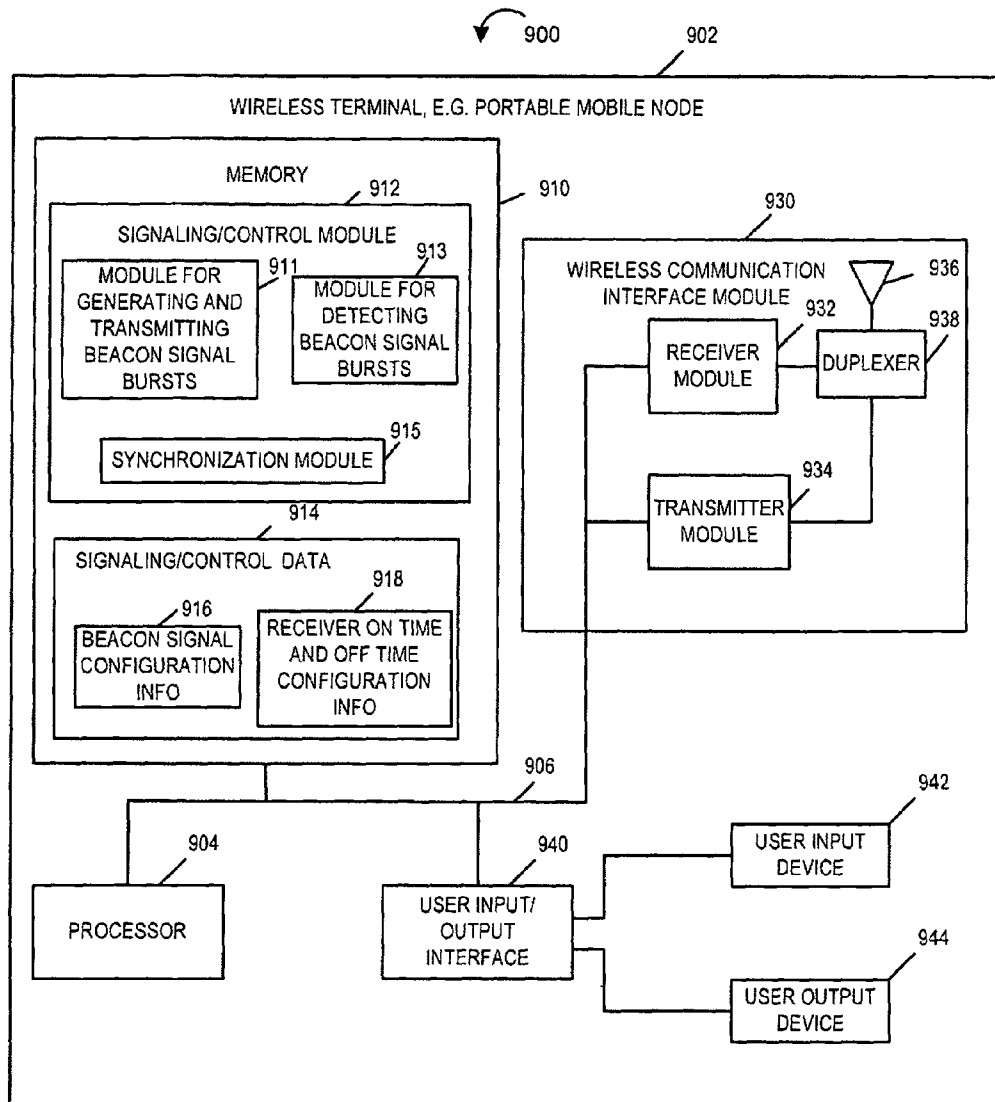 900
902
WIRELESS TERMINAL, E.G. PORTABLE MOBILE NODE
MEMORY
912
910
SIGNALING/CONTROL MODULE
911
MODULE FOR
GENERATING AND
TRANSMITTING
BEACON SIGNAL
BURSTS
913
MODULE FOR
DETECTING
BEACON SIGNAL
BURSTS
915
SYNCHRONIZATION MODULE
914
SIGNALING/CONTROL DATA
916
BEACON SIGNAL
CONFIGURATION
INFO
918
RECEIVER ON TIME
AND OFF TIME
CONFIGURATION
INFO
930
WIRELESS COMMUNICATION
INTERFACE MODULE
936
932
RECEIVER
MODULE
938
DUPLEXER
934
TRANSMITTER
MODULE
906
904
PROCESSOR
940
USER INPUT/
OUTPUT
INTERFACE
942
USER INPUT
DEVICE
944
USER OUTPUT
DEVICE